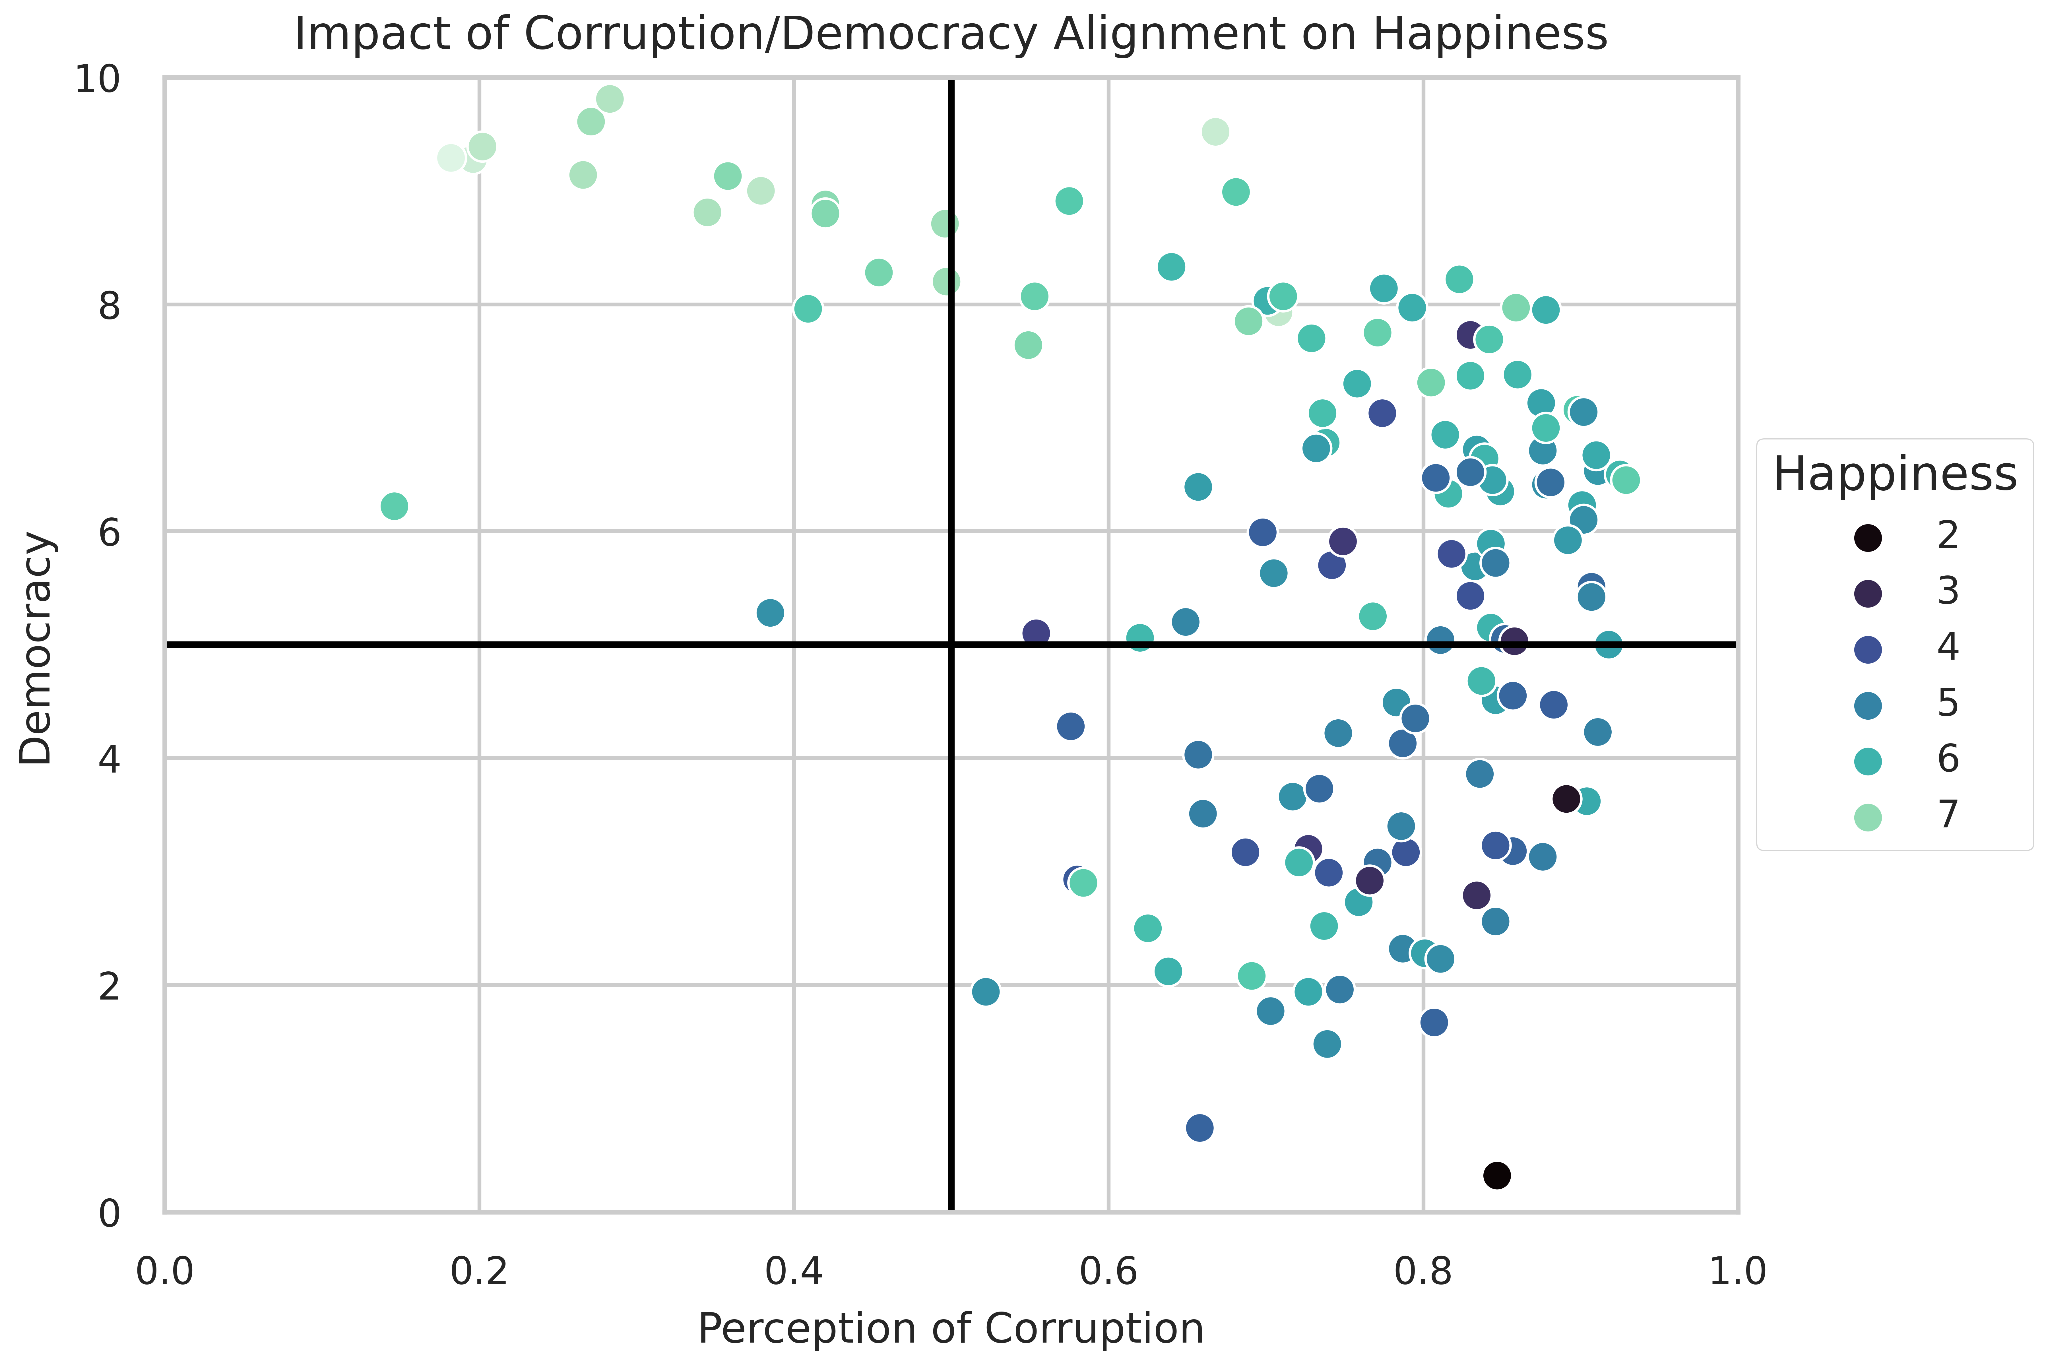 Impact of Corruption/Democracy Alignment on Happiness
10
8
6
4
2
0
Democracy
0.0 0.2 0.4 0.6 0.8 1.0
Perception of Corruption
Happiness
2
3
4
5
6
7